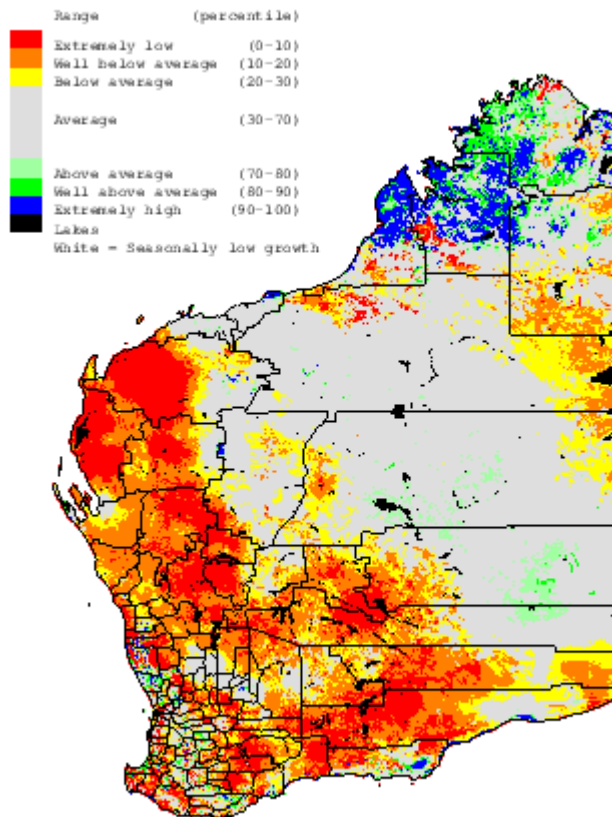 Range (percentile)
Extremely low (0-10)
Well below average (10-20)
Below average (20-30)
Average (30-70)
Above average (70-80)
Well above average (80-90)
Extremely high (90-100)
Lakes
White = Seasonally low growth